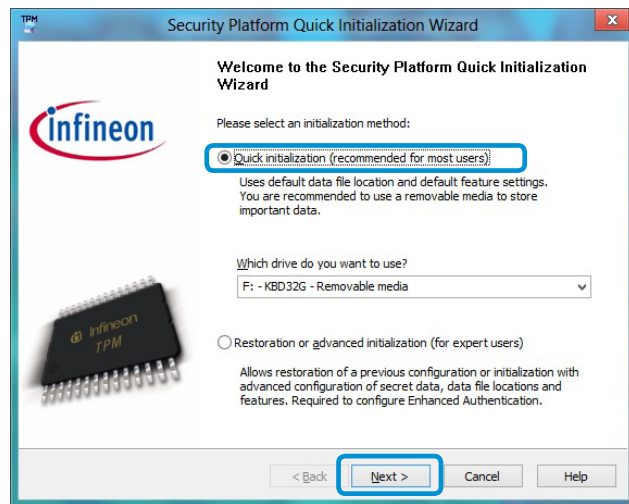 TPM
Security Platform Quick Initialization Wizard
x
Welcome to the Security Platform Quick Initialization
Wizard
infineon
Please select an initialization method:
Quick initialization (recommended for most users)
Uses default data file location and default feature settings.
You are recommended to use a removable media to store
important data.
Which drive do you want to use?
F: - KBD32G - Removable media
Infineon
TPM
Restoration or advanced initialization (for expert users)
Allows restoration of a previous configuration or initialization with
advanced configuration of secret data, data file locations and
features. Required to configure Enhanced Authentication.
< Back
Next >
Cancel
Help